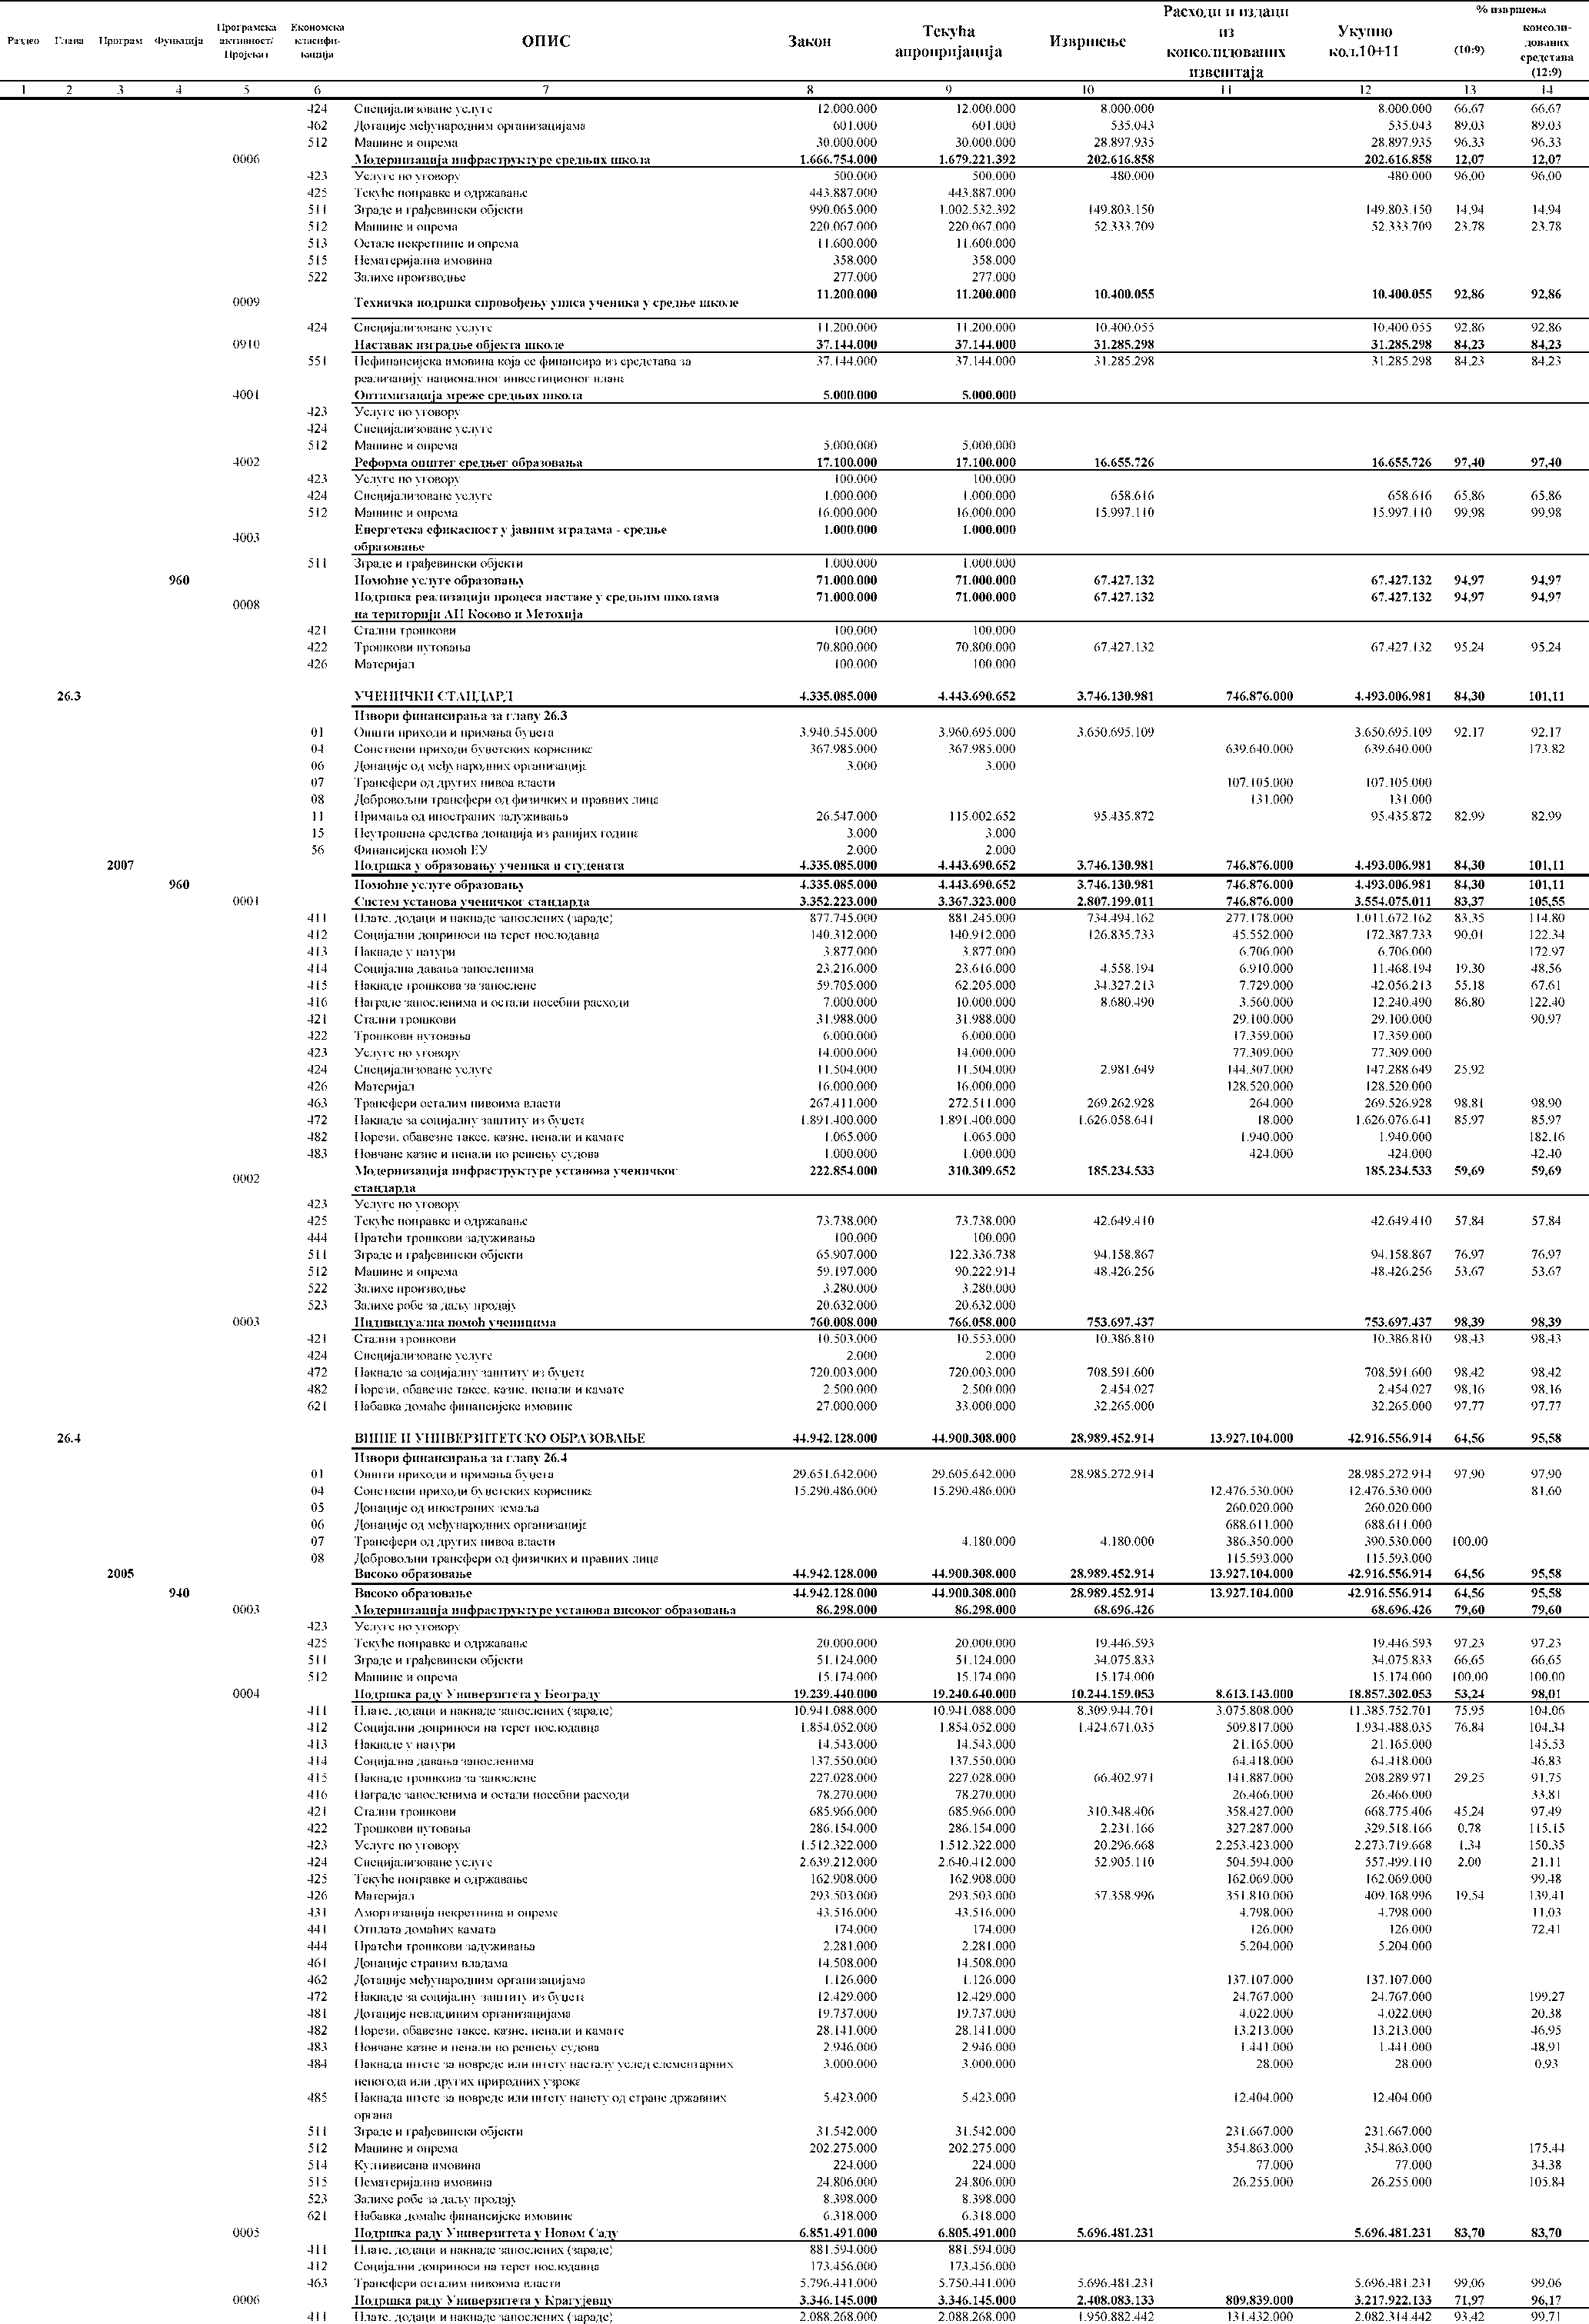 Раздео Глава Програм Функција Програмска активност/ Пројекат Економска класифи-кација ОПИС Закон Текућа апропријација Извршење Расходи и издаци из консолидованих извештаја Укупно кол.10+11 % извршења (10:9) консоли-дованих средстава (12:9)
1 2 3 4 5 6 7 8 9 10 11 12 13 14
424 Специјализоване услуге 12.000.000 12.000.000 8.000.000 8.000.000 66,67 66,67
462 Дотације међународним организацијама 601.000 601.000 535.043 535.043 89,03 89,03
512 Машине и опрема 30.000.000 30.000.000 28.897.935 28.897.935 96,33 96,33
0006 Модернизација инфраструктуре средњих школа 1.666.754.000 1.679.221.392 202.616.858 202.616.858 12,07 12,07
423 Услуге по уговору 500.000 500.000 480.000 480.000 96,00 96,00
425 Текуће поправке и одржавање 443.887.000 443.887.000
511 Зграде и грађевински објекти 990.065.000 1.002.532.392 149.803.150 149.803.150 14,94 14,94
512 Машине и опрема 220.067.000 220.067.000 52.333.709 52.333.709 23,78 23,78
513 Остале некретнине и опрема 11.600.000 11.600.000
515 Нематеријална имовина 358.000 358.000
522 Залихе производње 277.000 277.000
0009 Техничка подршка спровођењу уписа ученика у средње школе 11.200.000 11.200.000 10.400.055 10.400.055 92,86 92,86
424 Специјализоване услуге 11.200.000 11.200.000 10.400.055 10.400.055 92,86 92,86
0910 Наставак изградње објекта школе 37.144.000 37.144.000 31.285.298 31.285.298 84,23 84,23
551 Нефинансијска имовина која се финансира из средстава за 37.144.000 37.144.000 31.285.298 31.285.298 84,23 84,23
реализацију националног инвестиционог плана
4001 Оптимизација мреже средњих школа 5.000.000 5.000.000
423 Услуге по уговору
424 Специјализоване услуге
512 Машине и опрема 5.000.000 5.000.000
4002 Реформа општег средњег образовања 17.100.000 17.100.000 16.655.726 16.655.726 97,40 97,40
423 Услуге по уговору 100.000 100.000
424 Специјализоване услуге 1.000.000 1.000.000 658.616 658.616 65,86 65,86
512 Машине и опрема 16.000.000 16.000.000 15.997.110 15.997.110 99,98 99,98
4003 Енергетска ефикасност у јавним зградама - средње 1.000.000 1.000.000
образовање
511 Зграде и грађевински објекти 1.000.000 1.000.000
960 Помоћне услуге образовању 71.000.000 71.000.000 67.427.132 67.427.132 94,97 94,97
0008 Подршка реализацији процеса наставе у средњим школама 71.000.000 71.000.000 67.427.132 67.427.132 94,97 94,97
на територији АП Косово и Метохија
421 Стални трошкови 100.000 100.000
422 Трошкови путовања 70.800.000 70.800.000 67.427.132 67.427.132 95,24 95,24
426 Материјал 100.000 100.000
26.3 УЧЕНИЧКИ СТАНДАРД 4.335.085.000 4.443.690.652 3.746.130.981 746.876.000 4.493.006.981 84,30 101,11
Извори финансирања за главу 26.3
01 Општи приходи и примања буџета 3.940.545.000 3.960.695.000 3.650.695.109 3.650.695.109 92,17 92,17
04 Сопствени приходи буџетских корисника 367.985.000 367.985.000 639.640.000 639.640.000 173,82
06 Донације од међународних организација 3.000 3.000
07 Трансфери од других нивоа власти 107.105.000 107.105.000
08 Добровољни трансфери од физичких и правних лица 131.000 131.000
11 Примања од иностраних задуживања 26.547.000 115.002.652 95.435.872 95.435.872 82,99 82,99
15 Неутрошена средства донација из ранијих година 3.000 3.000
56 Финансијска помоћ ЕУ 2.000 2.000
2007 Подршка у образовању ученика и студената 4.335.085.000 4.443.690.652 3.746.130.981 746.876.000 4.493.006.981 84,30 101,11
960 Помоћне услуге образовању 4.335.085.000 4.443.690.652 3.746.130.981 746.876.000 4.493.006.981 84,30 101,11
0001 Систем установа ученичког стандарда 3.352.223.000 3.367.323.000 2.807.199.011 746.876.000 3.554.075.011 83,37 105,55
411 Плате, додаци и накнаде запослених (зараде) 877.745.000 881.245.000 734.494.162 277.178.000 1.011.672.162 83,35 114,80
412 Социјални доприноси на терет послодавца 140.312.000 140.912.000 126.835.733 45.552.000 172.387.733 90,01 122,34
413 Накнаде у натури 3.877.000 3.877.000 6.706.000 6.706.000 172,97
414 Социјална давања запосленима 23.216.000 23.616.000 4.558.194 6.910.000 11.468.194 19,30 48,56
415 Накнаде трошкова за запослене 59.705.000 62.205.000 34.327.213 7.729.000 42.056.213 55,18 67,61
416 Награде запосленима и остали посебни расходи 7.000.000 10.000.000 8.680.490 3.560.000 12.240.490 86,80 122,40
421 Стални трошкови 31.988.000 31.988.000 29.100.000 29.100.000 90,97
422 Трошкови путовања 6.000.000 6.000.000 17.359.000 17.359.000
423 Услуге по уговору 14.000.000 14.000.000 77.309.000 77.309.000
424 Специјализоване услуге 11.504.000 11.504.000 2.981.649 144.307.000 147.288.649 25,92
426 Материјал 16.000.000 16.000.000 128.520.000 128.520.000
463 Трансфери осталим нивоима власти 267.411.000 272.511.000 269.262.928 264.000 269.526.928 98,81 98,90
472 Накнаде за социјалну заштиту из буџета 1.891.400.000 1.891.400.000 1.626.058.641 18.000 1.626.076.641 85,97 85,97
482 Порези, обавезне таксе, казне, пенали и камате 1.065.000 1.065.000 1.940.000 1.940.000 182,16
483 Новчане казне и пенали по решењу судова 1.000.000 1.000.000 424.000 424.000 42,40
0002 Модернизација инфраструктуре установа ученичког 222.854.000 310.309.652 185.234.533 185.234.533 59,69 59,69
стандарда
423 Услуге по уговору
425 Текуће поправке и одржавање 73.738.000 73.738.000 42.649.410 42.649.410 57,84 57,84
444 Пратећи трошкови задуживања 100.000 100.000
511 Зграде и грађевински објекти 65.907.000 122.336.738 94.158.867 94.158.867 76,97 76,97
512 Машине и опрема 59.197.000 90.222.914 48.426.256 48.426.256 53,67 53,67
522 Залихе производње 3.280.000 3.280.000
523 Залихе робе за даљу продају 20.632.000 20.632.000
0003 Индивидуална помоћ ученицима 760.008.000 766.058.000 753.697.437 753.697.437 98,39 98,39
421 Стални трошкови 10.503.000 10.553.000 10.386.810 10.386.810 98,43 98,43
424 Специјализоване услуге 2.000 2.000
472 Накнаде за социјалну заштиту из буџета 720.003.000 720.003.000 708.591.600 708.591.600 98,42 98,42
482 Порези, обавезне таксе, казне, пенали и камате 2.500.000 2.500.000 2.454.027 2.454.027 98,16 98,16
621 Набавка домаће финансијске имовине 27.000.000 33.000.000 32.265.000 32.265.000 97,77 97,77
26.4 ВИШЕ И УНИВЕРЗИТЕТСКО ОБРАЗОВАЊЕ 44.942.128.000 44.900.308.000 28.989.452.914 13.927.104.000 42.916.556.914 64,56 95,58
Извори финансирања за главу 26.4
01 Општи приходи и примања буџета 29.651.642.000 29.605.642.000 28.985.272.914 28.985.272.914 97,90 97,90
04 Сопствени приходи буџетских корисника 15.290.486.000 15.290.486.000 12.476.530.000 12.476.530.000 81,60
05 Донације од иностраних земаља 260.020.000 260.020.000
06 Донације од међународних организација 688.611.000 688.611.000
07 Трансфери од других нивоа власти 4.180.000 4.180.000 386.350.000 390.530.000 100,00
08 Добровољни трансфери од физичких и правних лица 115.593.000 115.593.000
2005 Високо образовање 44.942.128.000 44.900.308.000 28.989.452.914 13.927.104.000 42.916.556.914 64,56 95,58
940 Високо образовање 44.942.128.000 44.900.308.000 28.989.452.914 13.927.104.000 42.916.556.914 64,56 95,58
0003 Модернизација инфраструктуре установа високог образовања 86.298.000 86.298.000 68.696.426 68.696.426 79,60 79,60
423 Услуге по уговору
425 Текуће поправке и одржавање 20.000.000 20.000.000 19.446.593 19.446.593 97,23 97,23
511 Зграде и грађевински објекти 51.124.000 51.124.000 34.075.833 34.075.833 66,65 66,65
512 Машине и опрема 15.174.000 15.174.000 15.174.000 15.174.000 100,00 100,00
0004 Подршка раду Универзитета у Београду 19.239.440.000 19.240.640.000 10.244.159.053 8.613.143.000 18.857.302.053 53,24 98,01
411 Плате, додаци и накнаде запослених (зараде) 10.941.088.000 10.941.088.000 8.309.944.701 3.075.808.000 11.385.752.701 75,95 104,06
412 Социјални доприноси на терет послодавца 1.854.052.000 1.854.052.000 1.424.671.035 509.817.000 1.934.488.035 76,84 104,34
413 Накнаде у натури 14.543.000 14.543.000 21.165.000 21.165.000 145,53
414 Социјална давања запосленима 137.550.000 137.550.000 64.418.000 64.418.000 46,83
415 Накнаде трошкова за запослене 227.028.000 227.028.000 66.402.971 141.887.000 208.289.971 29,25 91,75
416 Награде запосленима и остали посебни расходи 78.270.000 78.270.000 26.466.000 26.466.000 33,81
421 Стални трошкови 685.966.000 685.966.000 310.348.406 358.427.000 668.775.406 45,24 97,49
422 Трошкови путовања 286.154.000 286.154.000 2.231.166 327.287.000 329.518.166 0,78 115,15
423 Услуге по уговору 1.512.322.000 1.512.322.000 20.296.668 2.253.423.000 2.273.719.668 1,34 150,35
424 Специјализоване услуге 2.639.212.000 2.640.412.000 52.905.110 504.594.000 557.499.110 2,00 21,11
425 Текуће поправке и одржавање 162.908.000 162.908.000 162.069.000 162.069.000 99,48
426 Материјал 293.503.000 293.503.000 57.358.996 351.810.000 409.168.996 19,54 139,41
431 Амортизација некретнина и опреме 43.516.000 43.516.000 4.798.000 4.798.000 11,03
441 Отплата домаћих камата 174.000 174.000 126.000 126.000 72,41
444 Пратећи трошкови задуживања 2.281.000 2.281.000 5.204.000 5.204.000
461 Донације страним владама 14.508.000 14.508.000
462 Дотације међународним организацијама 1.126.000 1.126.000 137.107.000 137.107.000
472 Накнаде за социјалну заштиту из буџета 12.429.000 12.429.000 24.767.000 24.767.000 199,27
481 Дотације невладиним организацијама 19.737.000 19.737.000 4.022.000 4.022.000 20,38
482 Порези, обавезне таксе, казне, пенали и камате 28.141.000 28.141.000 13.213.000 13.213.000 46,95
483 Новчане казне и пенали по решењу судова 2.946.000 2.946.000 1.441.000 1.441.000 48,91
484 Накнада штете за повреде или штету насталу услед елементарних 3.000.000 3.000.000 28.000 28.000 0,93
непогода или других природних узрока
485 Накнада штете за повреде или штету нанету од стране државних 5.423.000 5.423.000 12.404.000 12.404.000
органа
511 Зграде и грађевински објекти 31.542.000 31.542.000 231.667.000 231.667.000
512 Машине и опрема 202.275.000 202.275.000 354.863.000 354.863.000 175,44
514 Култивисана имовина 224.000 224.000 77.000 77.000 34,38
515 Нематеријална имовина 24.806.000 24.806.000 26.255.000 26.255.000 105,84
523 Залихе робе за даљу продају 8.398.000 8.398.000
621 Набавка домаће финансијске имовине 6.318.000 6.318.000
0005 Подршка раду Универзитета у Новом Саду 6.851.491.000 6.805.491.000 5.696.481.231 5.696.481.231 83,70 83,70
411 Плате, додаци и накнаде запослених (зараде) 881.594.000 881.594.000
412 Социјални доприноси на терет послодавца 173.456.000 173.456.000
463 Трансфери осталим нивоима власти 5.796.441.000 5.750.441.000 5.696.481.231 5.696.481.231 99,06 99,06
0006 Подршка раду Универзитета у Крагујевцу 3.346.145.000 3.346.145.000 2.408.083.133 809.839.000 3.217.922.133 71,97 96,17
411 Плате, додаци и накнаде запослених (зараде) 2.088.268.000 2.088.268.000 1.950.882.442 131.432.000 2.082.314.442 93,42 99,71